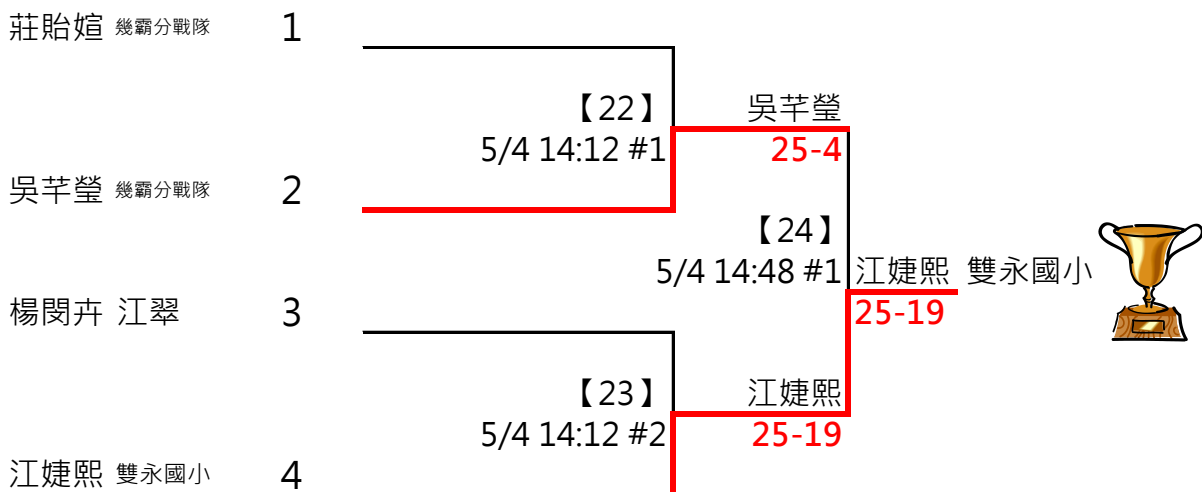 莊貽媗 幾霸分戰隊 1
【22】 吳芊瑩
5/4 14:12 #1 25-4
吳芊瑩 幾霸分戰隊 2
【24】
5/4 14:48 #1 江婕熙 雙永國小
楊閔卉 江翠 3 25-19
【23】 江婕熙
5/4 14:12 #2 25-19
江婕熙 雙永國小 4